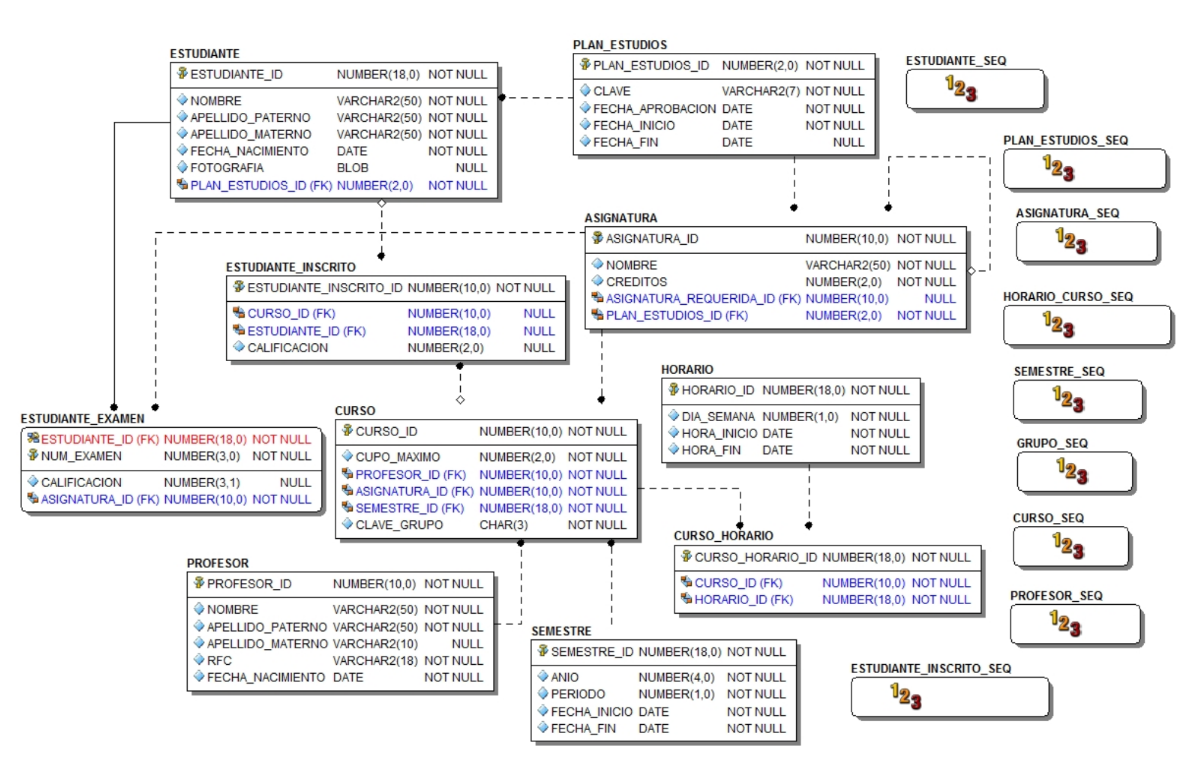 ESTUDIANTE
ESTUDIANTE_ID NUMBER(18,0) NOT NULL
NOMBRE VARCHAR2(50) NOT NULL
APELLIDO_PATERNO VARCHAR2(50) NOT NULL
APELLIDO_MATERNO VARCHAR2(50) NOT NULL
FECHA_NACIMIENTO DATE NOT NULL
FOTOGRAFIA BLOB NULL
PLAN_ESTUDIOS_ID (FK) NUMBER(2,0) NOT NULL
PLAN_ESTUDIOS
PLAN_ESTUDIOS_ID NUMBER(2,0) NOT NULL
CLAVE VARCHAR2(7) NOT NULL
FECHA_APROBACION DATE NOT NULL
FECHA_INICIO DATE NOT NULL
FECHA_FIN DATE NULL
ESTUDIANTE_SEQ
123
PLAN_ESTUDIOS_SEQ
123
ASIGNATURA_SEQ
123
HORARIO_CURSO_SEQ
123
SEMESTRE_SEQ
123
GRUPO_SEQ
123
CURSO_SEQ
123
PROFESOR_SEQ
123
ESTUDIANTE_INSCRITO_SEQ
123
ASIGNATURA
ASIGNATURA_ID NUMBER(10,0) NOT NULL
NOMBRE VARCHAR2(50) NOT NULL
CREDITOS NUMBER(2,0) NOT NULL
ASIGNATURA_REQUERIDA_ID (FK) NUMBER(10,0) NULL
PLAN_ESTUDIOS_ID (FK) NUMBER(2,0) NOT NULL
ESTUDIANTE_INSCRITO
ESTUDIANTE_INSCRITO_ID NUMBER(10,0) NOT NULL
CURSO_ID (FK) NUMBER(10,0) NULL
ESTUDIANTE_ID (FK) NUMBER(18,0) NULL
CALIFICACION NUMBER(2,0) NULL
HORARIO
HORARIO_ID NUMBER(18,0) NOT NULL
DIA_SEMANA NUMBER(1,0) NOT NULL
HORA_INICIO DATE NOT NULL
HORA_FIN DATE NOT NULL
ESTUDIANTE_EXAMEN
ESTUDIANTE_ID (FK) NUMBER(18,0) NOT NULL
NUM_EXAMEN NUMBER(3,0) NOT NULL
CALIFICACION NUMBER(3,1) NULL
ASIGNATURA_ID (FK) NUMBER(10,0) NOT NULL
CURSO
CURSO_ID NUMBER(10,0) NOT NULL
CUPO_MAXIMO NUMBER(2,0) NOT NULL
PROFESOR_ID (FK) NUMBER(10,0) NOT NULL
ASIGNATURA_ID (FK) NUMBER(10,0) NOT NULL
SEMESTRE_ID (FK) NUMBER(18,0) NOT NULL
CLAVE_GRUPO CHAR(3) NOT NULL
CURSO_HORARIO
CURSO_HORARIO_ID NUMBER(18,0) NOT NULL
CURSO_ID (FK) NUMBER(10,0) NOT NULL
HORARIO_ID (FK) NUMBER(18,0) NOT NULL
PROFESOR
PROFESOR_ID NUMBER(10,0) NOT NULL
NOMBRE VARCHAR2(50) NOT NULL
APELLIDO_PATERNO VARCHAR2(50) NOT NULL
APELLIDO_MATERNO VARCHAR2(10) NULL
RFC VARCHAR2(18) NOT NULL
FECHA_NACIMIENTO DATE NOT NULL
SEMESTRE
SEMESTRE_ID NUMBER(18,0) NOT NULL
ANIO NUMBER(4,0) NOT NULL
PERIODO NUMBER(1,0) NOT NULL
FECHA_INICIO DATE NOT NULL
FECHA_FIN DATE NOT NULL